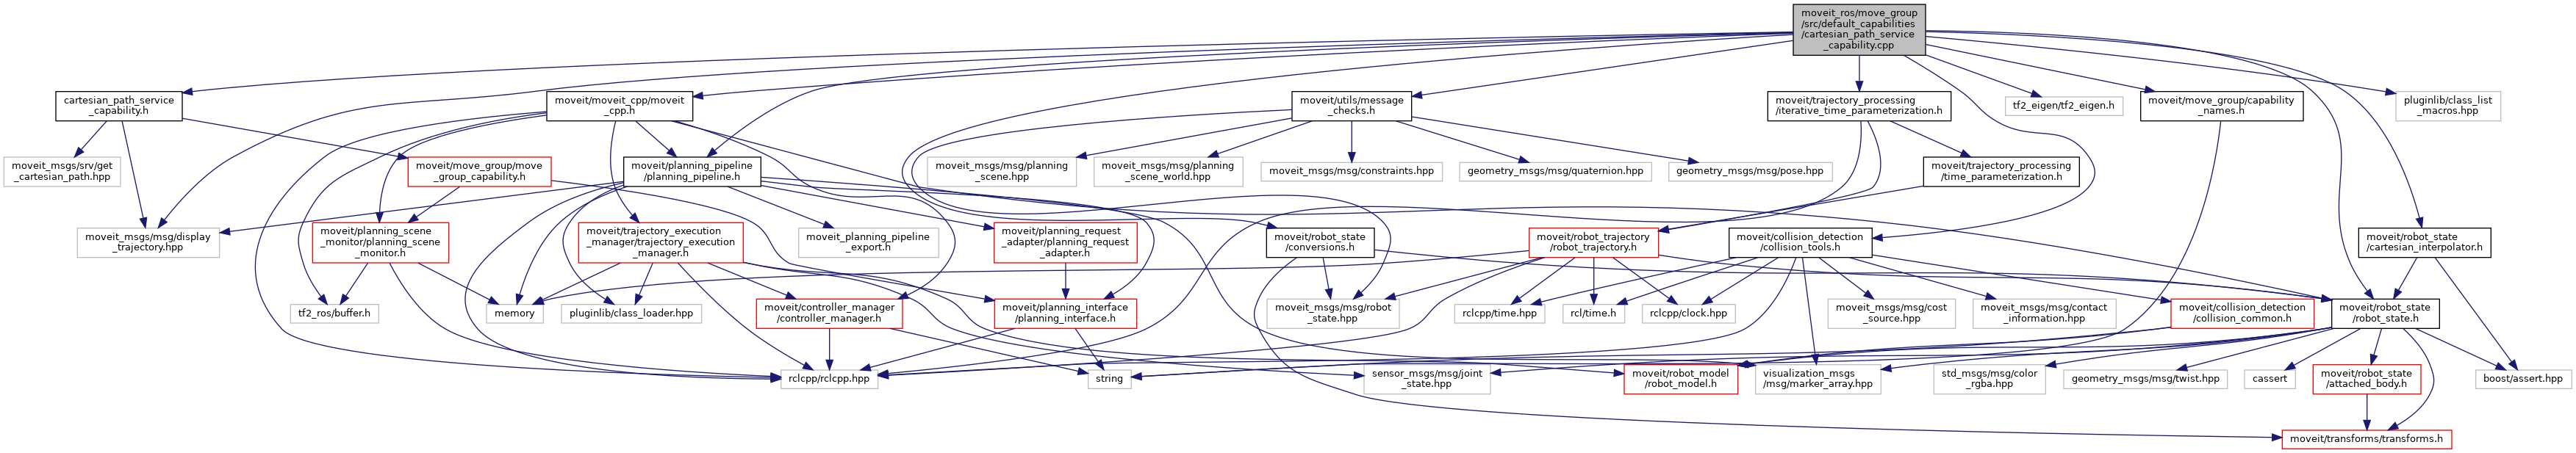 moveit_ros/move_group
/src/default_capabilities
/cartesian_path_service
_capability.cpp
cartesian_path_service
_capability.h
moveit/moveit_cpp/moveit
_cpp.h
moveit/utils/message
_checks.h
moveit/trajectory_processing
/iterative_time_parameterization.h
tf2_eigen/tf2_eigen.h
moveit/move_group/capability
_names.h
pluginlib/class_list
_macros.hpp
moveit_msgs/srv/get
_cartesian_path.hpp
moveit/move_group/move
_group_capability.h
moveit/planning_pipeline
/planning_pipeline.h
moveit_msgs/msg/planning
_scene.hpp
moveit_msgs/msg/planning
_scene_world.hpp
moveit_msgs/msg/constraints.hpp
geometry_msgs/msg/quaternion.hpp
geometry_msgs/msg/pose.hpp
moveit/trajectory_processing
/time_parameterization.h
moveit_msgs/msg/display
_trajectory.hpp
moveit/planning_scene
_monitor/planning_scene
_monitor.h
moveit/trajectory_execution
_manager/trajectory_execution
_manager.h
moveit_planning_pipeline
_export.h
moveit/planning_request
_adapter/planning_request
_adapter.h
moveit/robot_state
/conversions.h
moveit/robot_trajectory
/robot_trajectory.h
moveit/collision_detection
/collision_tools.h
moveit/robot_state
/cartesian_interpolator.h
tf2_ros/buffer.h
memory
pluginlib/class_loader.hpp
moveit/controller_manager
/controller_manager.h
moveit/planning_interface
/planning_interface.h
moveit_msgs/msg/robot
_state.hpp
rclcpp/time.hpp
rcl/time.h
rclcpp/clock.hpp
moveit_msgs/msg/cost
_source.hpp
moveit_msgs/msg/contact
_information.hpp
moveit/collision_detection
/collision_common.h
moveit/robot_state
/robot_state.h
rclcpp/rclcpp.hpp
string
sensor_msgs/msg/joint
_state.hpp
moveit/robot_model
/robot_model.h
visualization_msgs
/msg/marker_array.hpp
std_msgs/msg/color
_rgba.hpp
geometry_msgs/msg/twist.hpp
cassert
moveit/robot_state
/attached_body.h
boost/assert.hpp
moveit/transforms/transforms.h